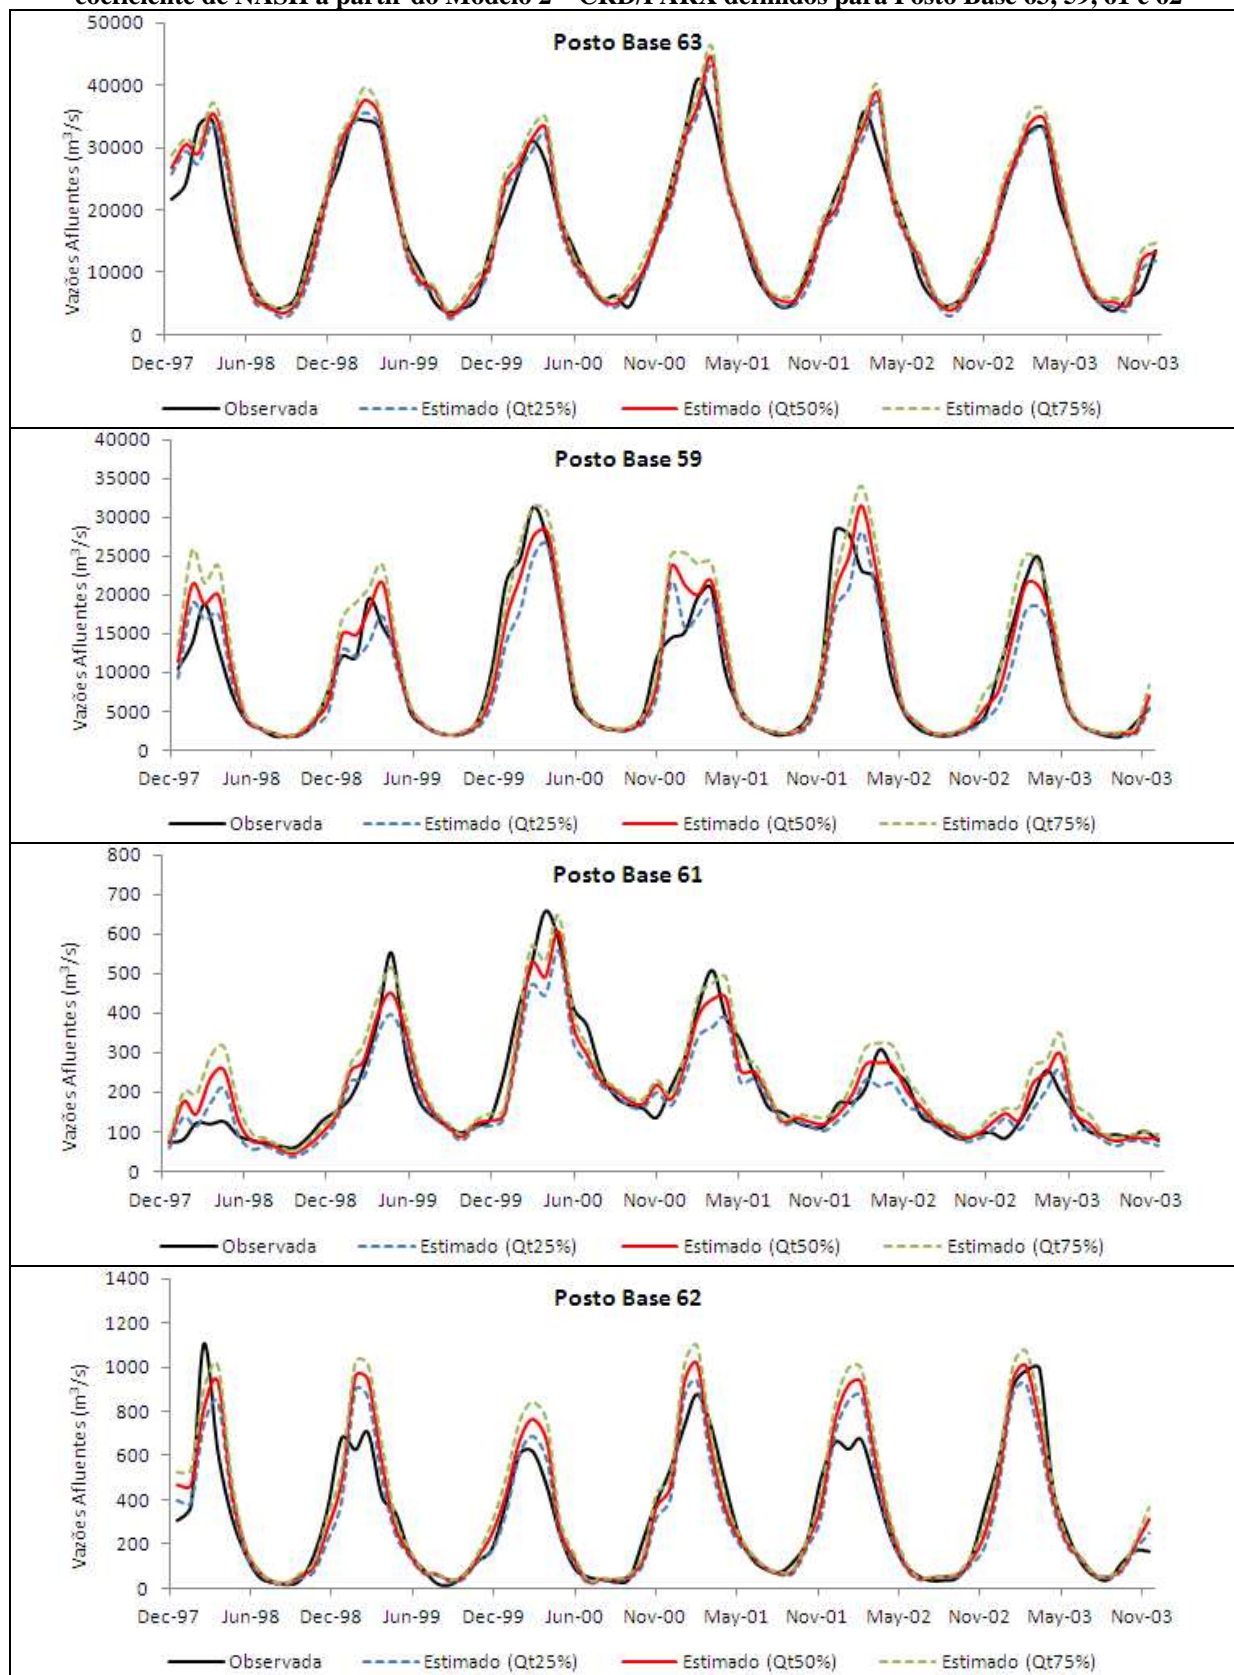 coeficiente de NASH a partir do Modelo 2 – CRD/PARX definidos para Posto Base 63, 59, 61 e 62
Posto Base 63
Vazões Afluentes (m³/s)
50000
40000
30000
20000
10000
0
Dec-97 Jun-98 Dec-98 Jun-99 Dec-99 Jun-00 Nov-00 May-01 Nov-01 May-02 Nov-02 May-03 Nov-03
Observada Estimado (Qt25%) Estimado (Qt50%) Estimado (Qt75%)
Posto Base 59
Vazões Afluentes (m³/s)
40000
35000
30000
25000
20000
15000
10000
5000
0
Dec-97 Jun-98 Dec-98 Jun-99 Dec-99 Jun-00 Nov-00 May-01 Nov-01 May-02 Nov-02 May-03 Nov-03
Observada Estimado (Qt25%) Estimado (Qt50%) Estimado (Qt75%)
Posto Base 61
Vazões Afluentes (m³/s)
800
700
600
500
400
300
200
100
0
Dec-97 Jun-98 Dec-98 Jun-99 Dec-99 Jun-00 Nov-00 May-01 Nov-01 May-02 Nov-02 May-03 Nov-03
Observada Estimado (Qt25%) Estimado (Qt50%) Estimado (Qt75%)
Posto Base 62
Vazões Afluentes (m³/s)
1400
1200
1000
800
600
400
200
0
Dec-97 Jun-98 Dec-98 Jun-99 Dec-99 Jun-00 Nov-00 May-01 Nov-01 May-02 Nov-02 May-03 Nov-03
Observada Estimado (Qt25%) Estimado (Qt50%) Estimado (Qt75%)